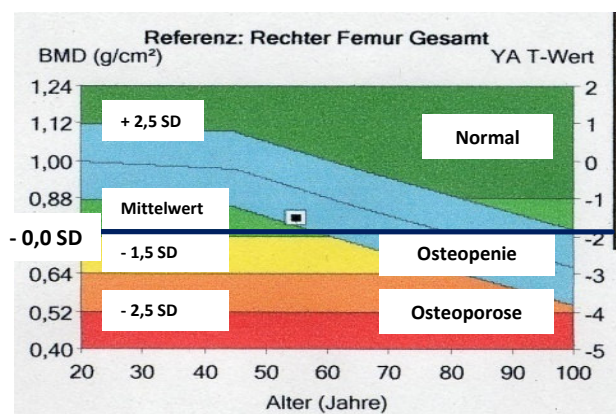 Referenz: Rechter Femur Gesamt
BMD (g/cm²)
YA T-Wert
1,24
2
+ 2,5 SD
Normal
1,12
1
1,00
0
0,88
-1
Mittelwert
- 0,0 SD
-2
- 1,5 SD
Osteopenie
0,64
-3
- 2,5 SD
Osteoporose
0,52
-4
0,40
-5
20 30 40 50 60 70 80 90 100
Alter (Jahre)